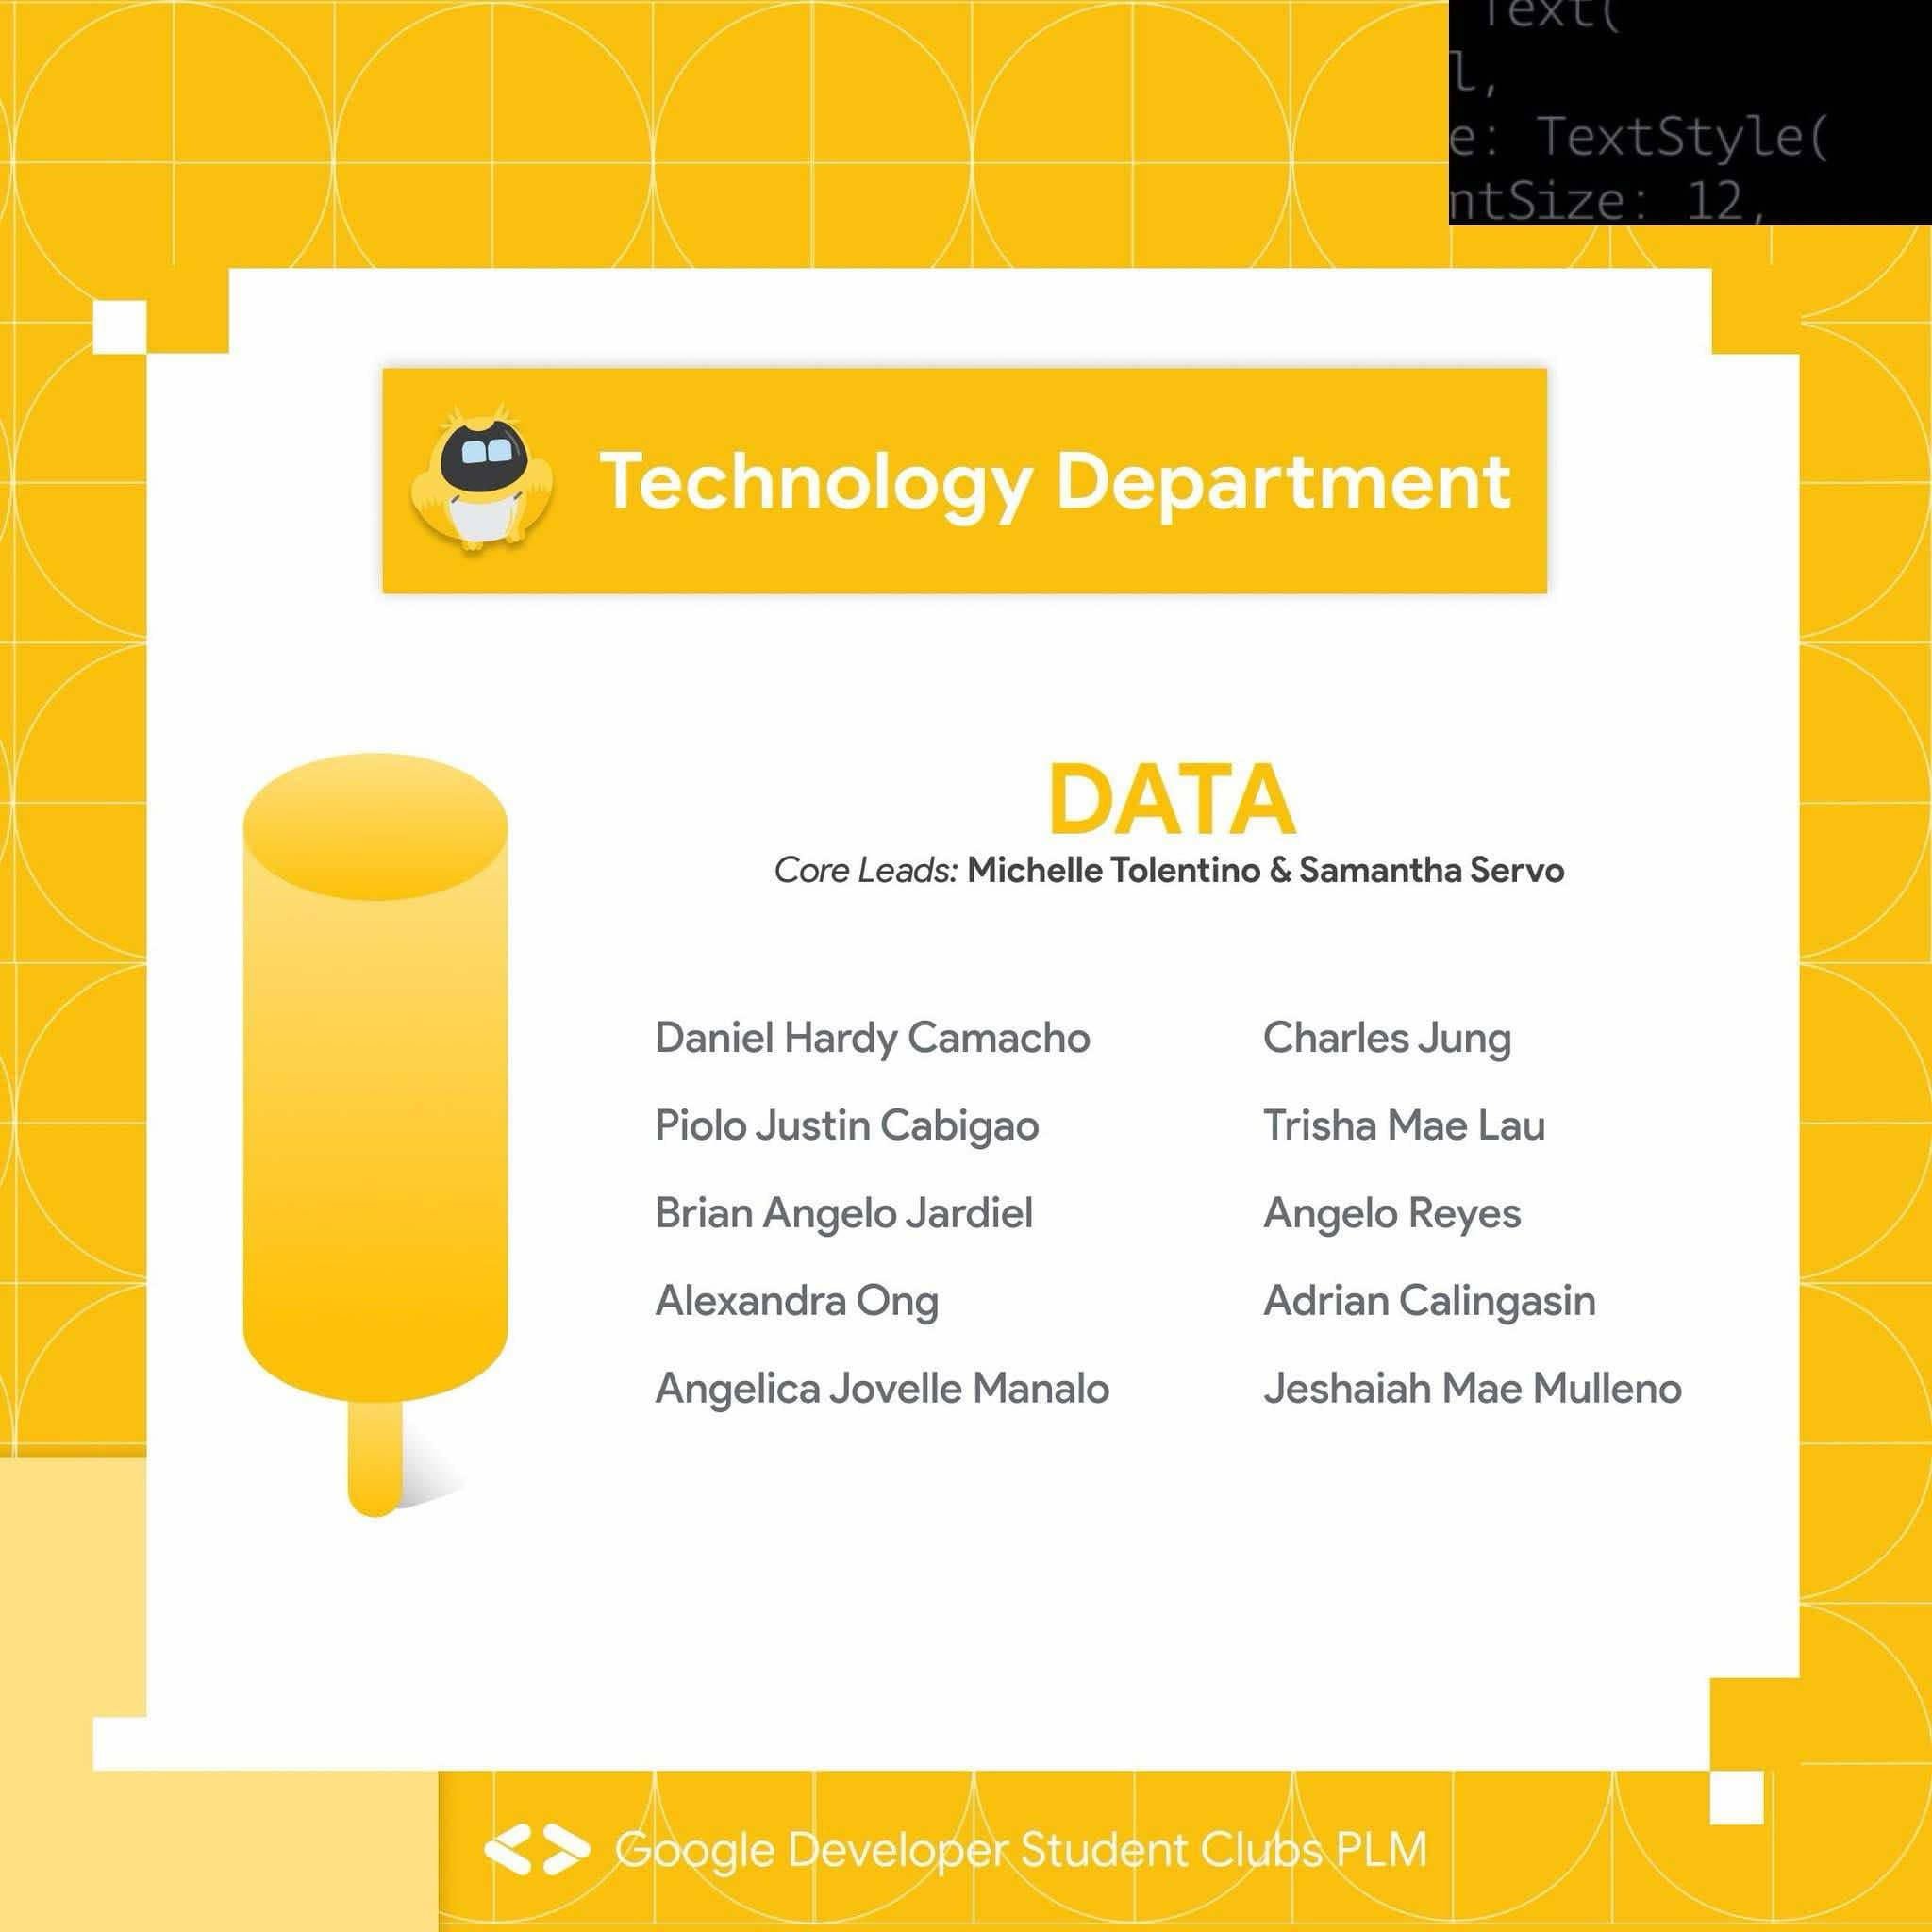 Text(
l,
e: TextStyle(
ntSize: 12,
Technology Department
DATA
Core Leads: Michelle Tolentino & Samantha Servo
Daniel Hardy Camacho
Piolo Justin Cabigao
Brian Angelo Jardiel
Alexandra Ong
Angelica Jovelle Manalo
Charles Jung
Trisha Mae Lau
Angelo Reyes
Adrian Calingasin
Jeshaiah Mae Mulleno
Google Developer Student Clubs PLM